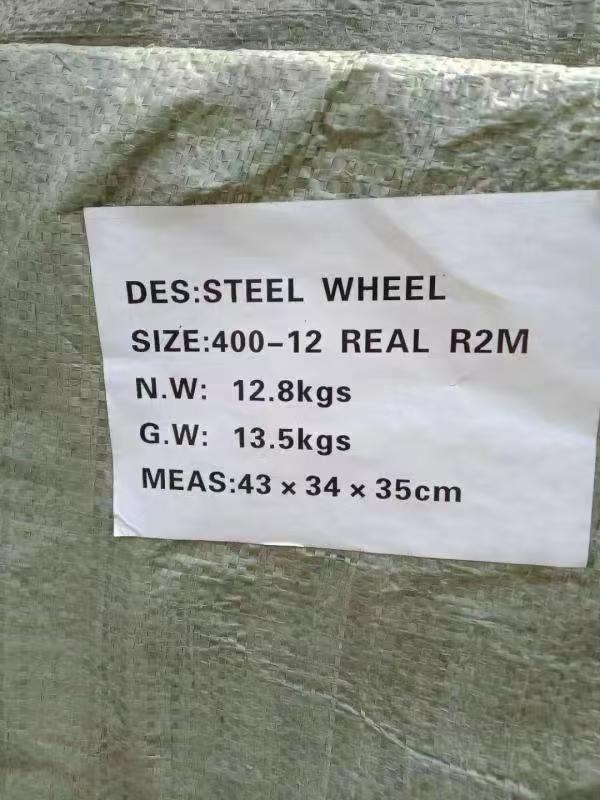 DES:STEEL WHEEL
SIZE:400-12 REAL R2M
N.W: 12.8kgs
G.W: 13.5kgs
MEAS:43 × 34 × 35cm